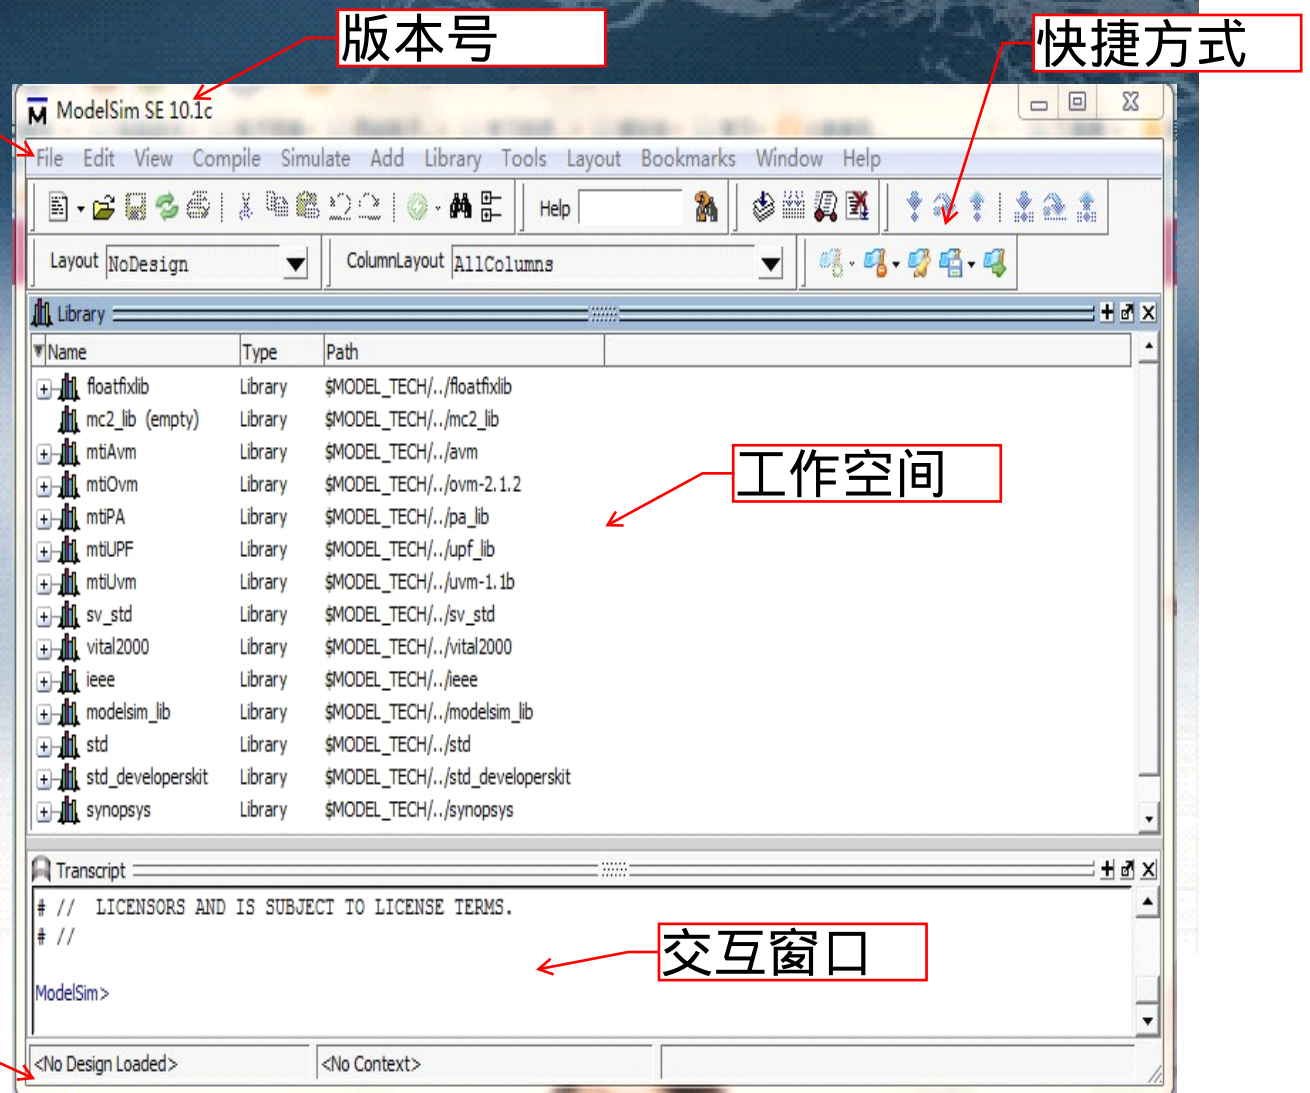 版本号
快捷方式
ModelSim SE 10.1c
File Edit View Compile Simulate Add Library Tools Layout Bookmarks Window Help
Help
Layout NoDesign ColumnLayout AllColumns
Library
Name Type Path
floatfixlib Library $MODEL_TECH/../floatfixlib
mc2_lib (empty) Library $MODEL_TECH/../mc2_lib
mtiAvm Library $MODEL_TECH/../avm
工作空间
mtiOvm Library $MODEL_TECH/../ovm-2.1.2
mtiPA Library $MODEL_TECH/../pa_lib
mtiUPF Library $MODEL_TECH/../upf_lib
mtiUvm Library $MODEL_TECH/../uvm-1.1b
sv_std Library $MODEL_TECH/../sv_std
vital2000 Library $MODEL_TECH/../vital2000
ieee Library $MODEL_TECH/../ieee
modelsim_lib Library $MODEL_TECH/../modelsim_lib
std Library $MODEL_TECH/../std
std_developerskit Library $MODEL_TECH/../std_developerskit
synopsys Library $MODEL_TECH/../synopsys
Transcript
# // LICENSORS AND IS SUBJECT TO LICENSE TERMS.
# //
交互窗口
ModelSim>
<No Design Loaded> <No Context>